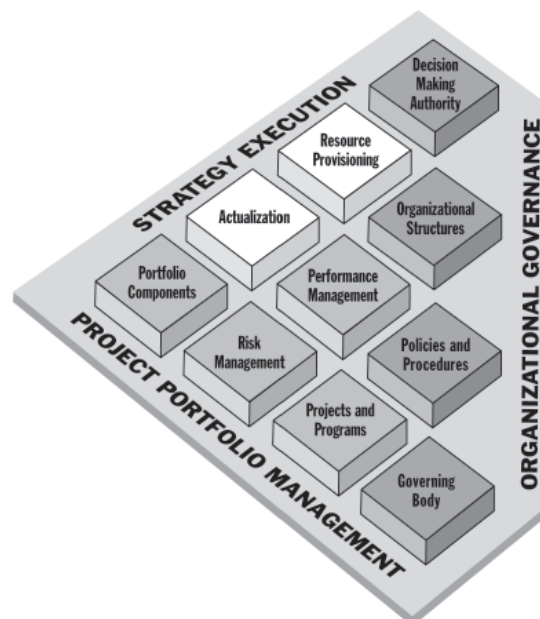 STRATEGY EXECUTION
Decision
Making
Authority
Resource
Provisioning
Actualization
Organizational
Structures
Portfolio
Components
Performance
Management
Risk
Management
Policies and
Procedures
Projects and
Programs
Governing
Body
PROJECT PORTFOLIO MANAGEMENT
ORGANIZATIONAL GOVERNANCE